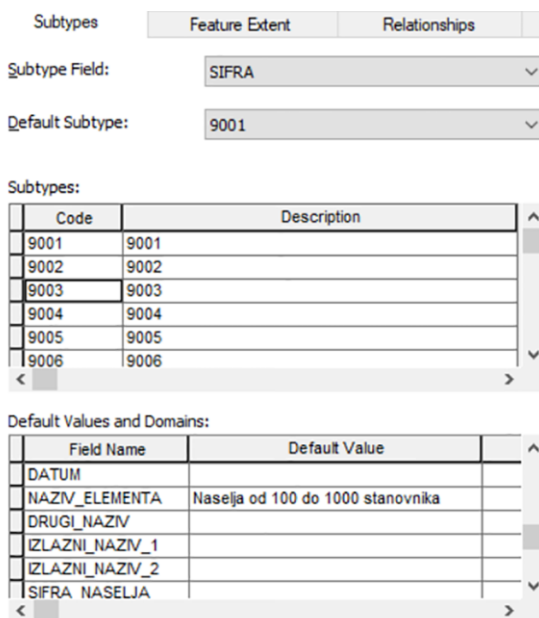 Subtypes Feature Extent Relationships
Subtype Field: SIFRA
Default Subtype: 9001
Subtypes:
Code Description
9001 9001
9002 9002
9003 9003
9004 9004
9005 9005
9006 9006
Default Values and Domains:
Field Name Default Value
DATUM
NAZIV_ELEMENTA Naselja od 100 do 1000 stanovnika
DRUGI_NAZIV
IZLAZNI_NAZIV_1
IZLAZNI_NAZIV_2
SIFRA_NASELJA